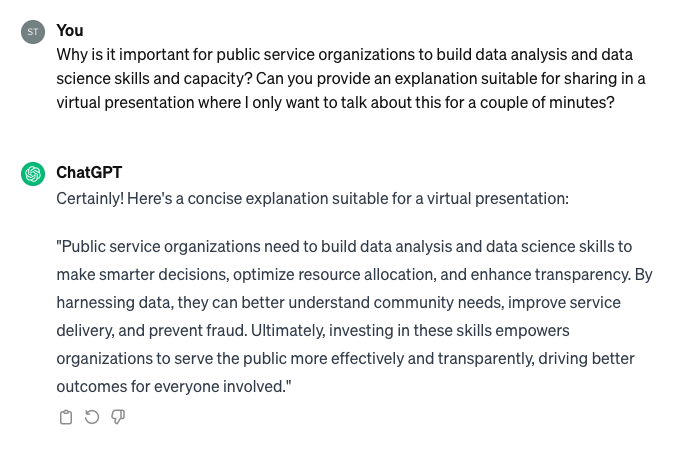 ST
You
Why is it important for public service organizations to build data analysis and data
science skills and capacity? Can you provide an explanation suitable for sharing in a
virtual presentation where I only want to talk about this for a couple of minutes?
ChatGPT
Certainly! Here's a concise explanation suitable for a virtual presentation:
"Public service organizations need to build data analysis and data science skills to
make smarter decisions, optimize resource allocation, and enhance transparency. By
harnessing data, they can better understand community needs, improve service
delivery, and prevent fraud. Ultimately, investing in these skills empowers
organizations to serve the public more effectively and transparently, driving better
outcomes for everyone involved."